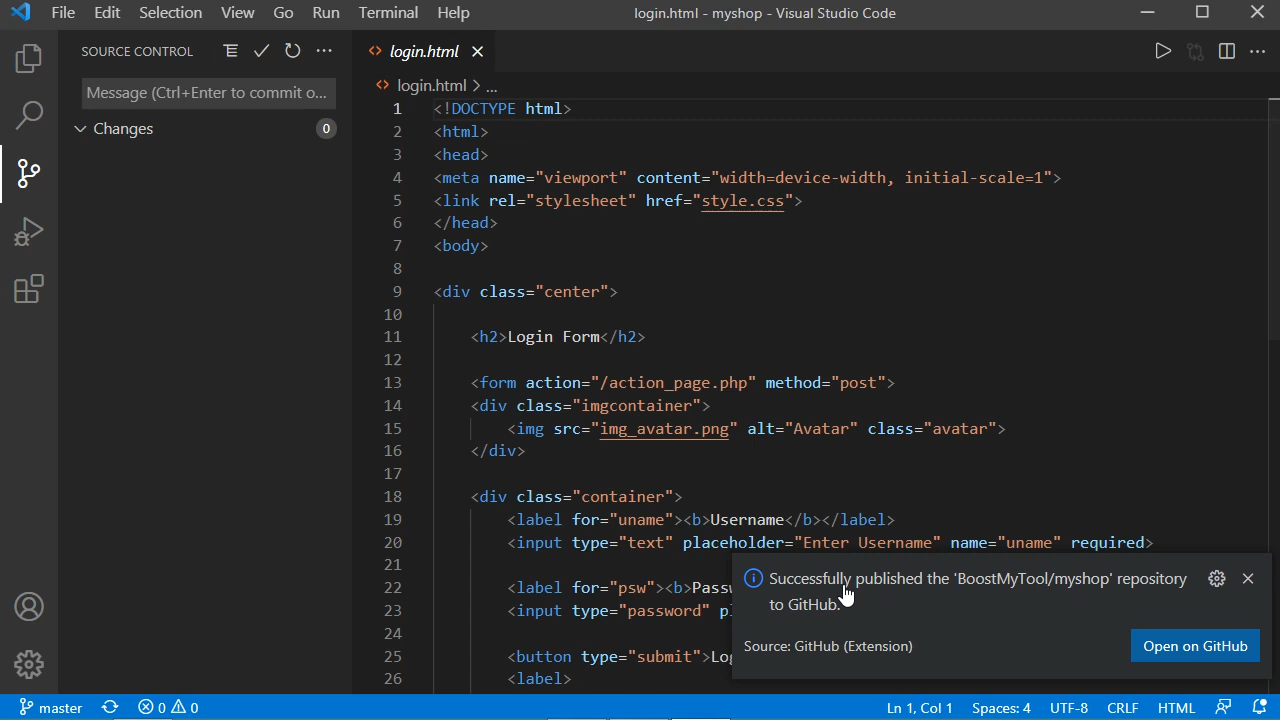 File Edit Selection View Go Run Terminal Help login.html - myshop - Visual Studio Code
SOURCE CONTROL
Message (Ctrl+Enter to commit o...
Changes 0
<> login.html
<> login.html > ...
1 <!DOCTYPE html>
2 <html>
3 <head>
4 <meta name="viewport" content="width=device-width, initial-scale=1">
5 <link rel="stylesheet" href="style.css">
6 </head>
7 <body>
8
9 <div class="center">
10
11 <h2>Login Form</h2>
12
13 <form action="/action_page.php" method="post">
14 <div class="imgcontainer">
15 <img src="img_avatar.png" alt="Avatar" class="avatar">
16 </div>
17
18 <div class="container">
19 <label for="uname"><b>Username</b></label>
20 <input type="text" placeholder="Enter Username" name="uname" required>
21
22 <label for="psw"><b>Pass
23 <input type="password" pl
24
25 <button type="submit">Log
26 <label>
Successfully published the 'BoostMyTool/myshop' repository
to GitHub.
Source: GitHub (Extension)
Open on GitHub
master 0 0 Ln 1, Col 1 Spaces: 4 UTF-8 CRLF HTML